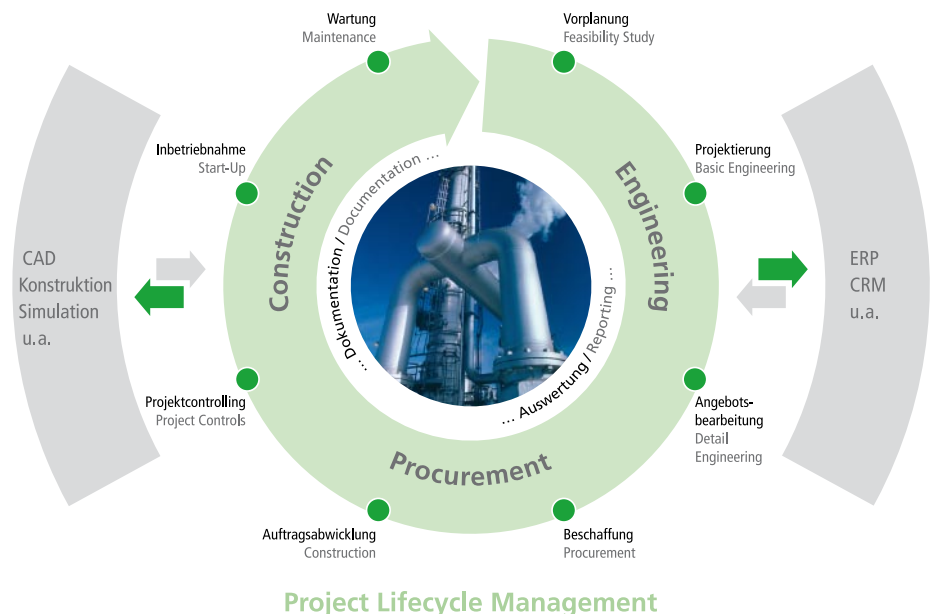 Wartung
Maintenance
Vorplanung
Feasibility Study
Inbetriebnahme
Start-Up
Projektierung
Basic Engineering
Construction
Engineering
... Dokumentation / Documentation ...
... Auswertung / Reporting ...
CAD
Konstruktion
Simulation
u.a.
ERP
CRM
u.a.
Projektcontrolling
Project Controls
Angebots-
bearbeitung
Detail
Engineering
Procurement
Auftragsabwicklung
Construction
Beschaffung
Procurement
Project Lifecycle Management